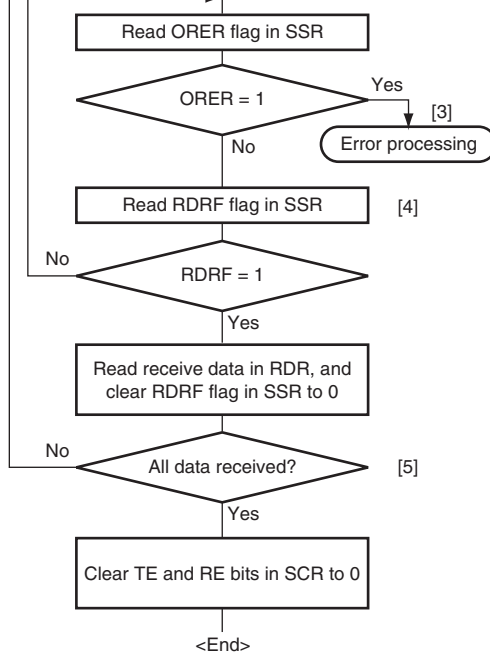 Read ORER flag in SSR
ORER = 1
Yes
[3]
Error processing
No
Read RDRF flag in SSR
[4]
No
RDRF = 1
Yes
Read receive data in RDR, and
clear RDRF flag in SSR to 0
No
All data received?
[5]
Yes
Clear TE and RE bits in SCR to 0
<End>